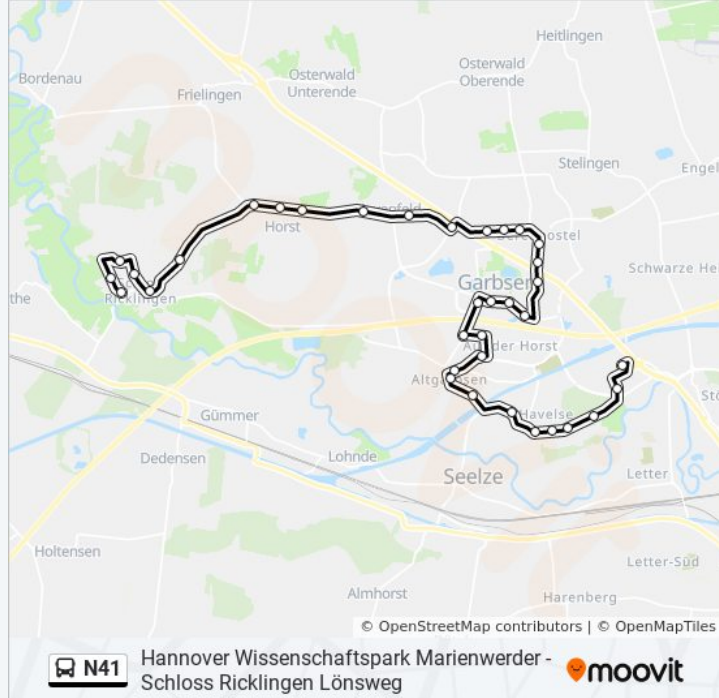 Heitlingen
Bordenau
Osterwald
Unterende
Osterwald
Oberende
Frielingen
Stelingen
Engel
Horst
Schwarze He
Garbsen
Ricklingen
the
Auf der Horst
Altgarbsen
Stö
Gümmer
Havelse
Dedensen
Lohnde
Seelze
Letter
Holtensen
Letter-Süd
Almhorst
Harenberg
© OpenStreetMap contributors | © OpenMapTiles
N41
Hannover Wissenschaftspark Marienwerder -
Schloss Ricklingen Lönsweg
moovit